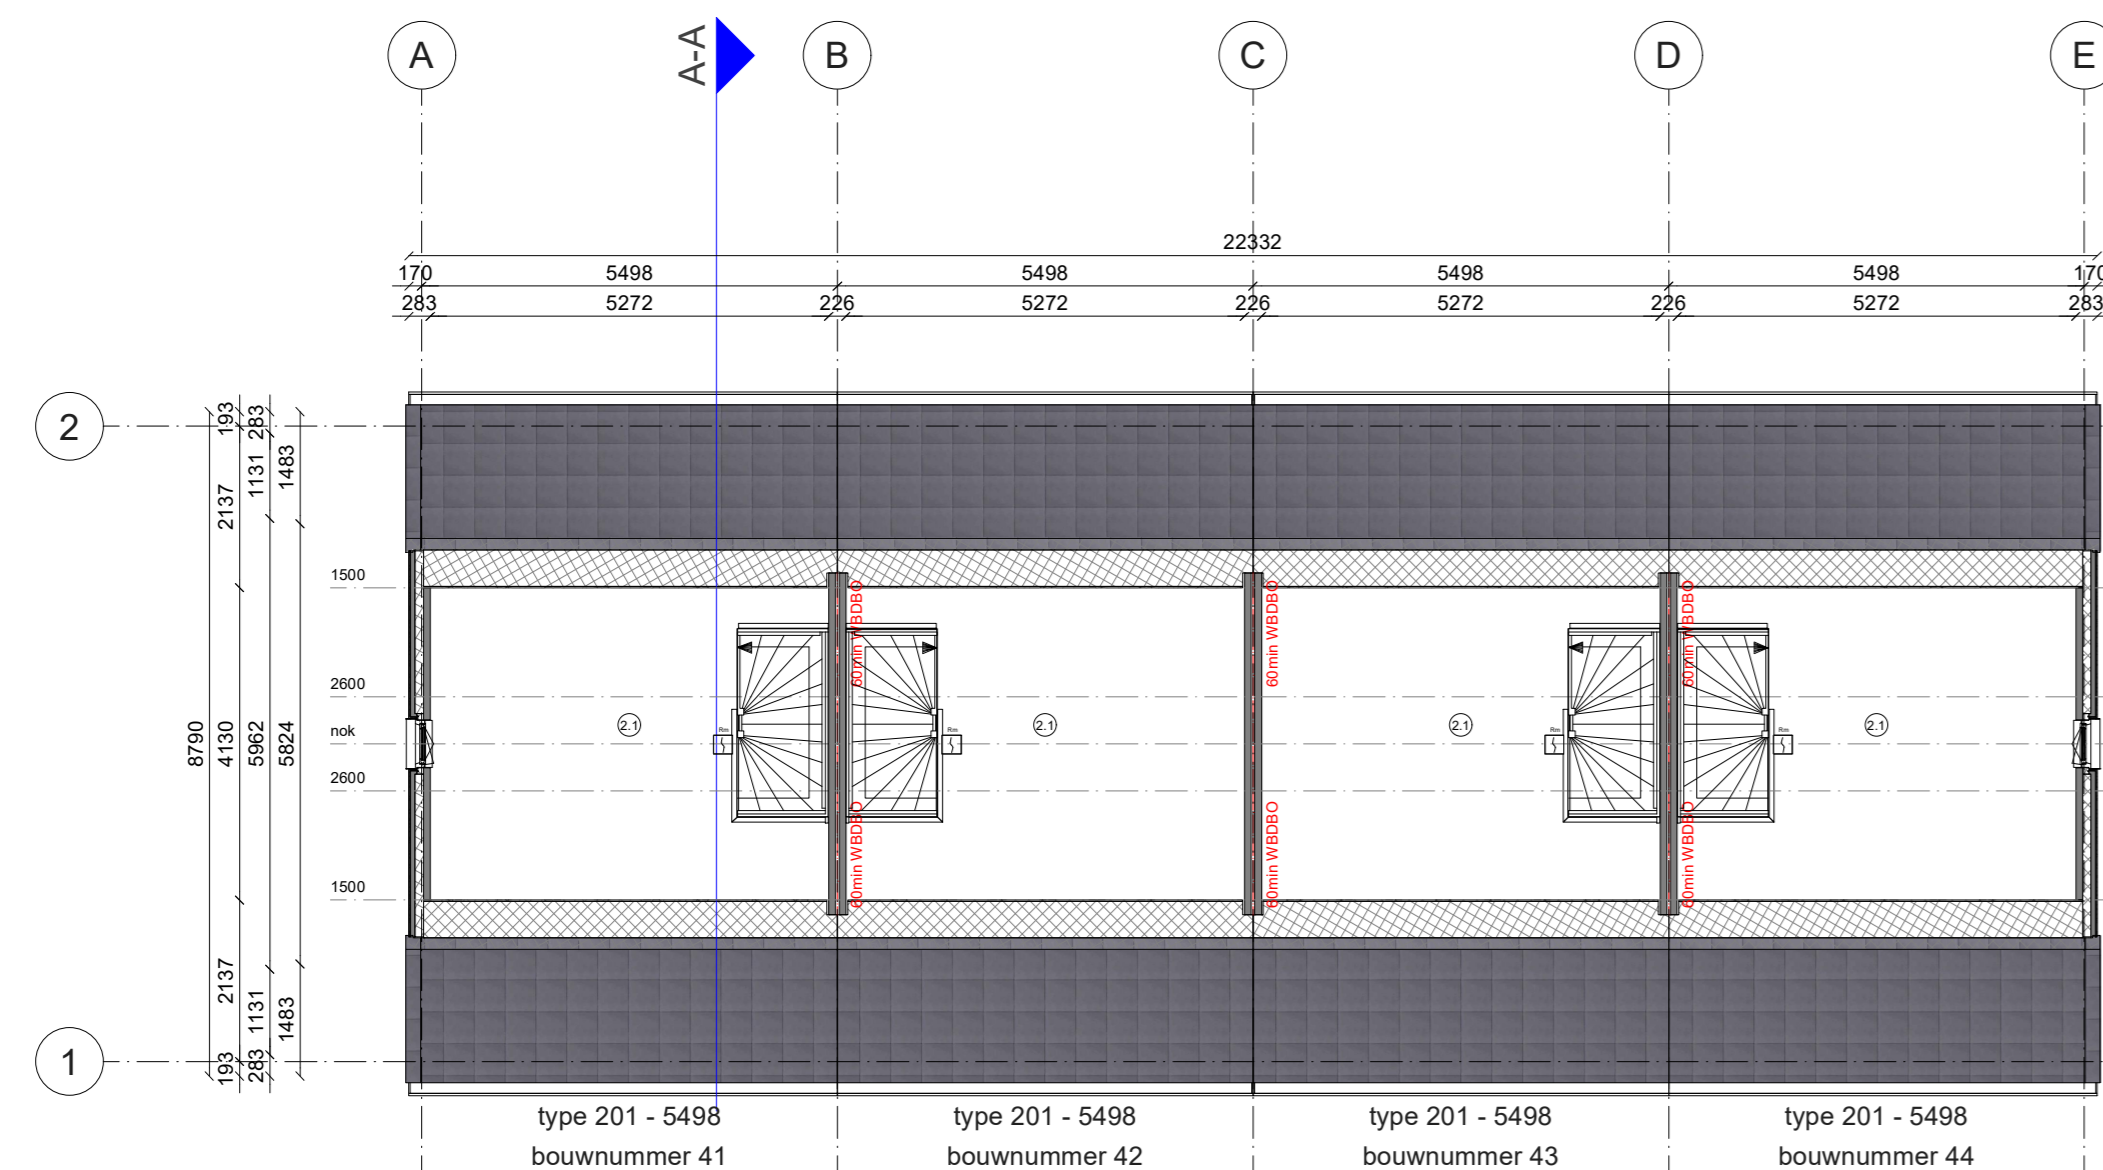 A
A-A
B
C
D
E
22332
170 5498 5498 5498 5498 170
283 5272 226 5272 226 5272 226 5272 283
2
193
283
1131
1483
2137
1500
2600
nok
2600
1500
8790
4130
5962
5824
2137
1131
1483
193
283
1
60min WBDBO
60min WBDBO
60min WBDBO
60min WBDBO
60min WBDBO
60min WBDBO
2.1
Rm
Rm
2.1
2.1
Rm
Rm
2.1
type 201 - 5498 type 201 - 5498 type 201 - 5498 type 201 - 5498
bouwnummer 41 bouwnummer 42 bouwnummer 43 bouwnummer 44